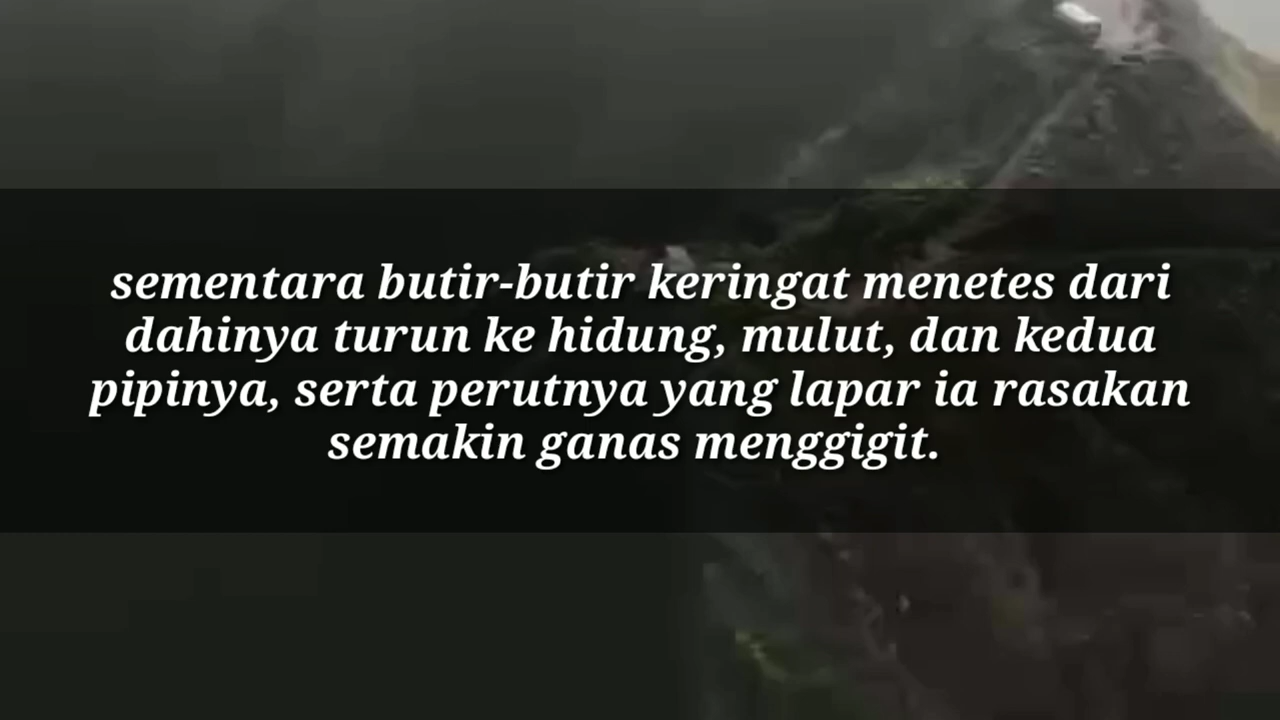 sementara butir-butir keringat menetes dari
dahinya turun ke hidung, mulut, dan kedua
pipinya, serta perutnya yang lapar ia rasakan
semakin ganas menggigit.